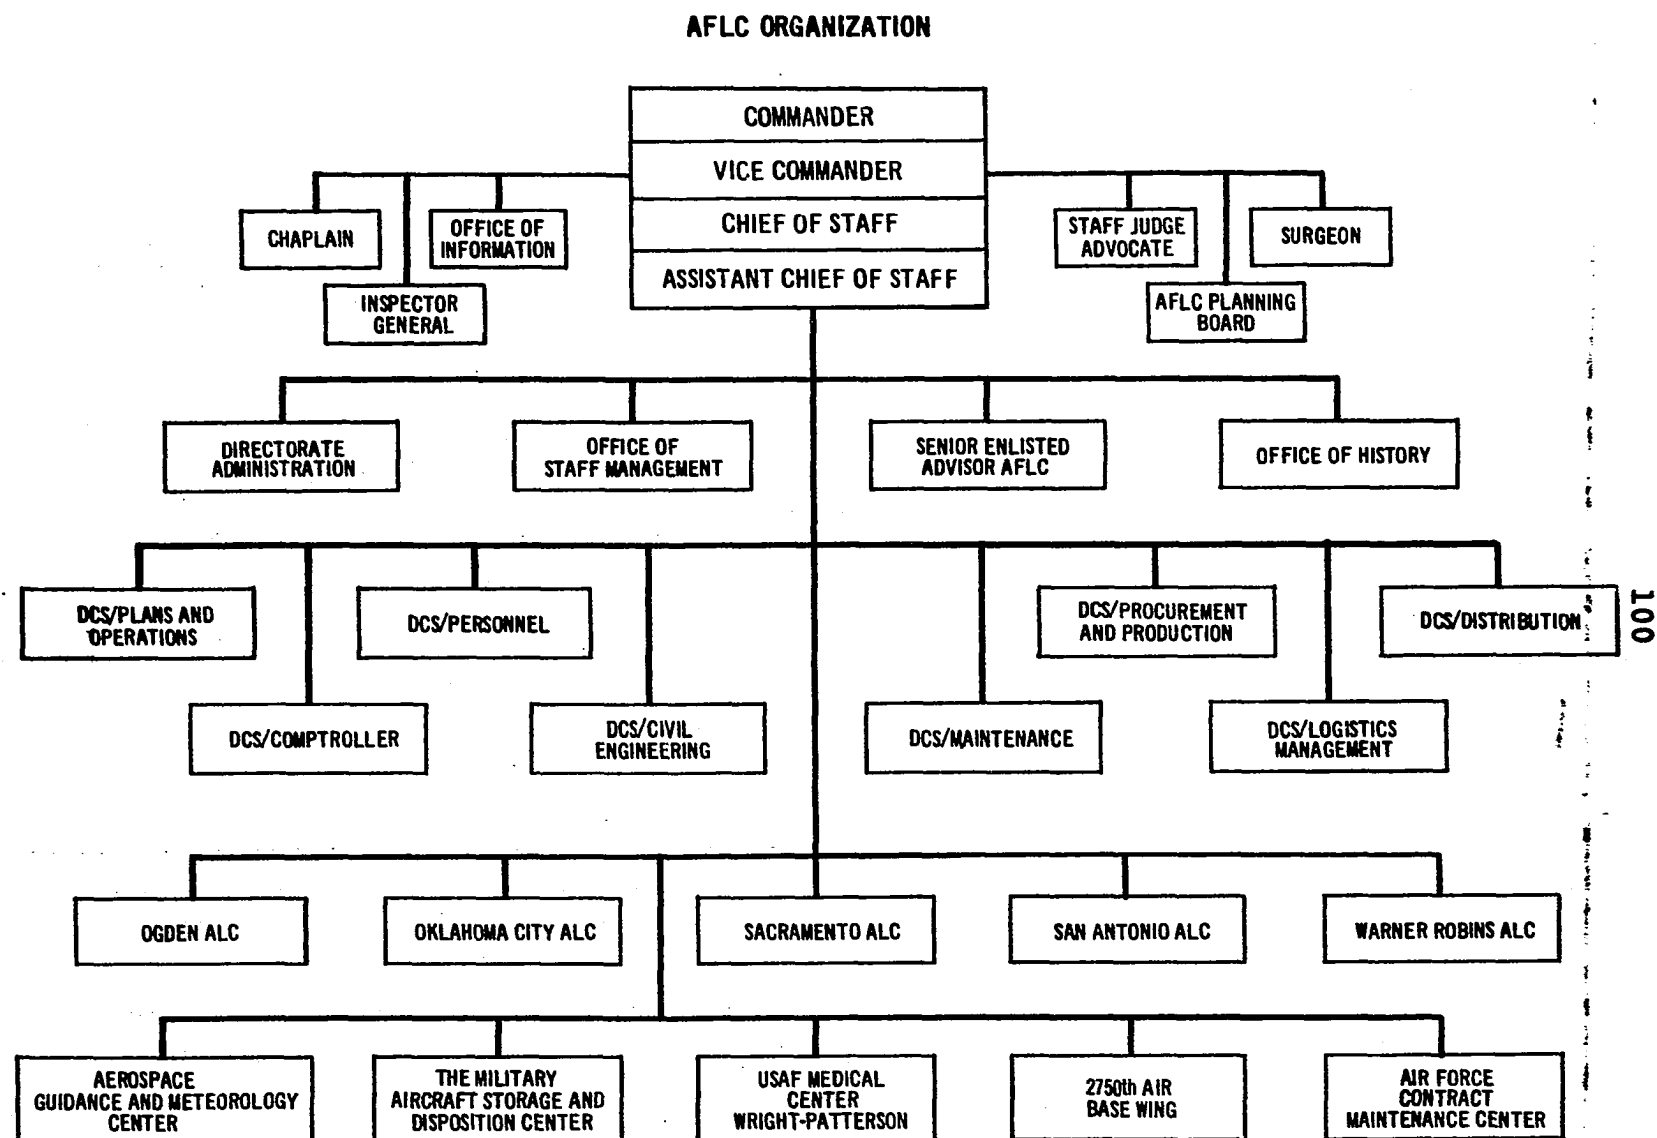 AFLC ORGANIZATION
COMMANDER
VICE COMMANDER
CHIEF OF STAFF
ASSISTANT CHIEF OF STAFF
CHAPLAIN
INSPECTOR
GENERAL
OFFICE OF
INFORMATION
STAFF JUDGE
ADVOCATE
AFLC PLANNING
BOARD
SURGEON
DIRECTORATE
ADMINISTRATION
OFFICE OF
STAFF MANAGEMENT
SENIOR ENLISTED
ADVISOR AFLC
OFFICE OF HISTORY
DCS/PLANS AND
OPERATIONS
DCS/COMPTROLLER
DCS/PERSONNEL
DCS/CIVIL
ENGINEERING
DCS/MAINTENANCE
DCS/PROCUREMENT
AND PRODUCTION
DCS/LOGISTICS
MANAGEMENT
DCS/DISTRIBUTION
100
OGDEN ALC
OKLAHOMA CITY ALC
SACRAMENTO ALC
SAN ANTONIO ALC
WARNER ROBINS ALC
AEROSPACE
GUIDANCE AND METEOROLOGY
CENTER
THE MILITARY
AIRCRAFT STORAGE AND
DISPOSITION CENTER
USAF MEDICAL
CENTER
WRIGHT-PATTERSON
2750th AIR
BASE WING
AIR FORCE
CONTRACT
MAINTENANCE CENTER